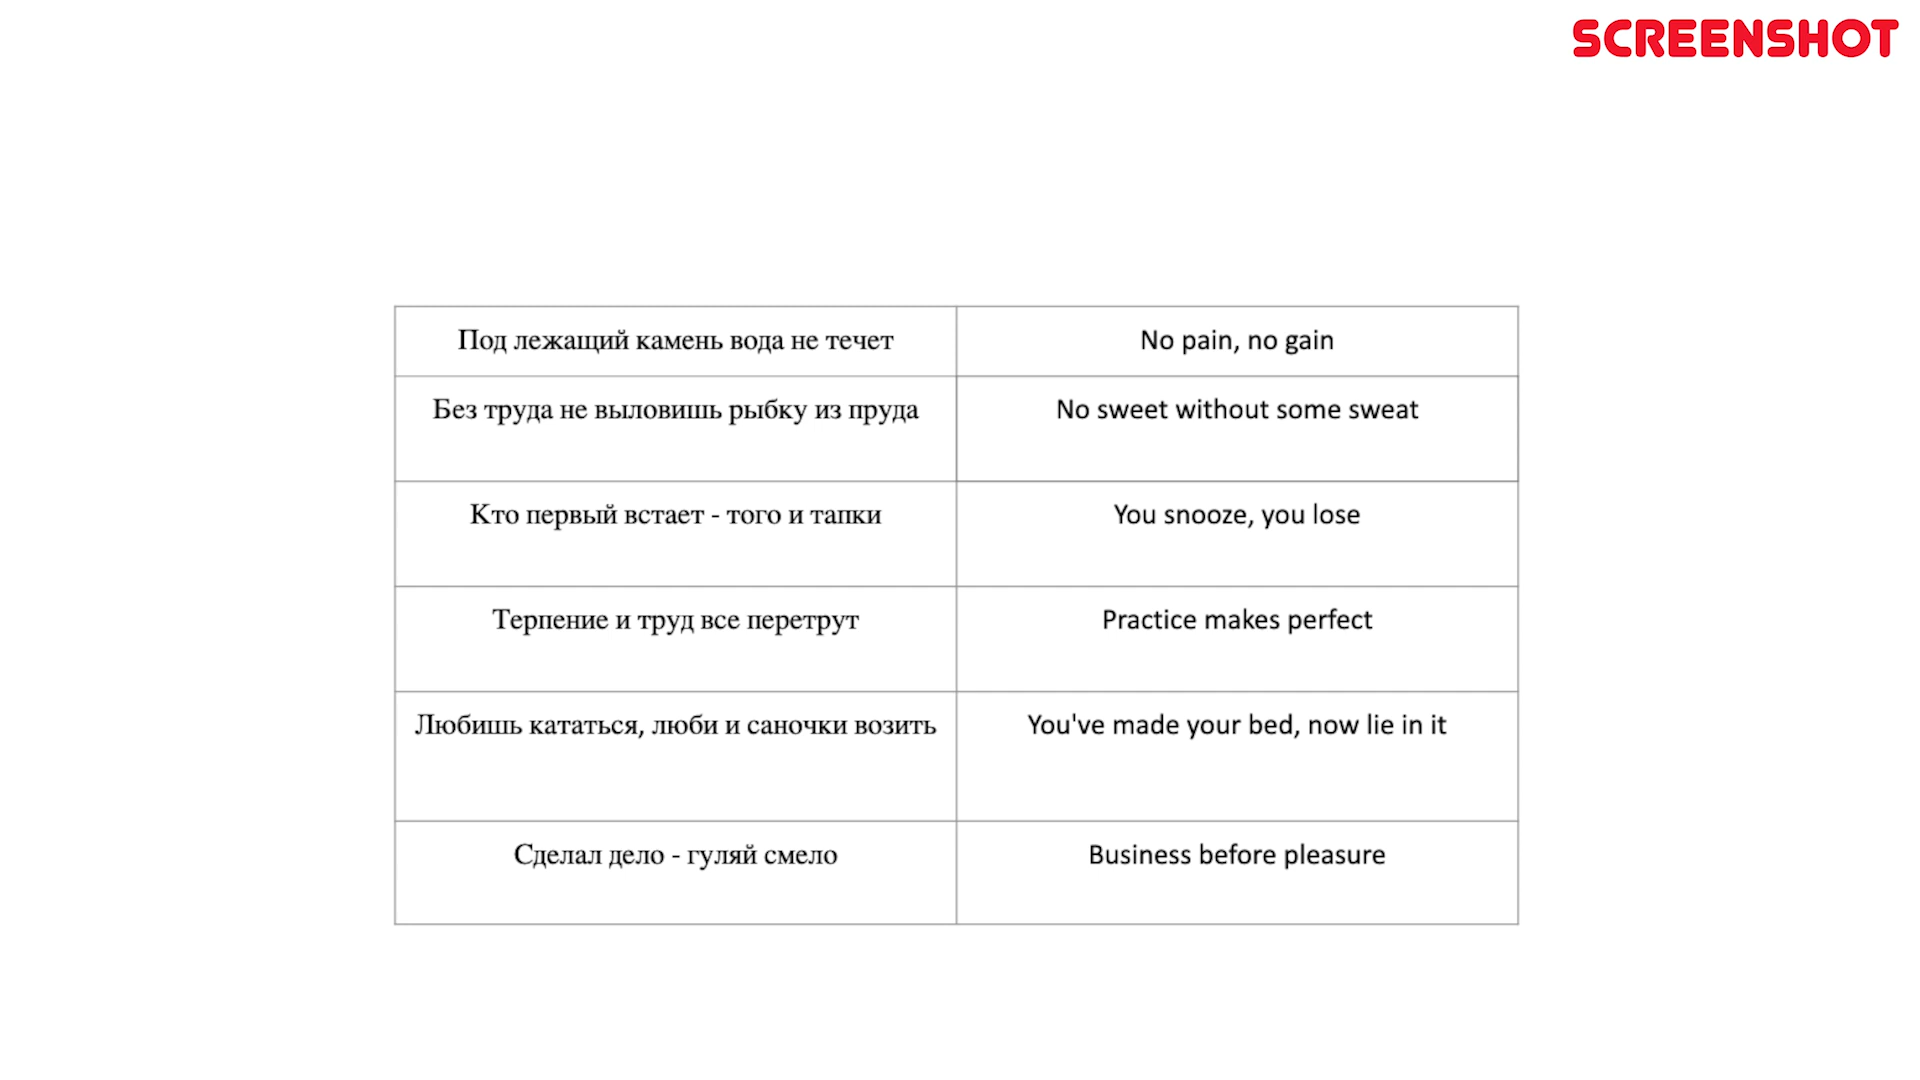 SCREENSHOT
Под лежащий камень вода не течет
No pain, no gain
Без труда не выловишь рыбку из пруда
No sweet without some sweat
Кто первый встает - того и тапки
You snooze, you lose
Терпение и труд все перетрут
Practice makes perfect
Любишь кататься, люби и саночки возить
You've made your bed, now lie in it
Сделал дело - гуляй смело
Business before pleasure